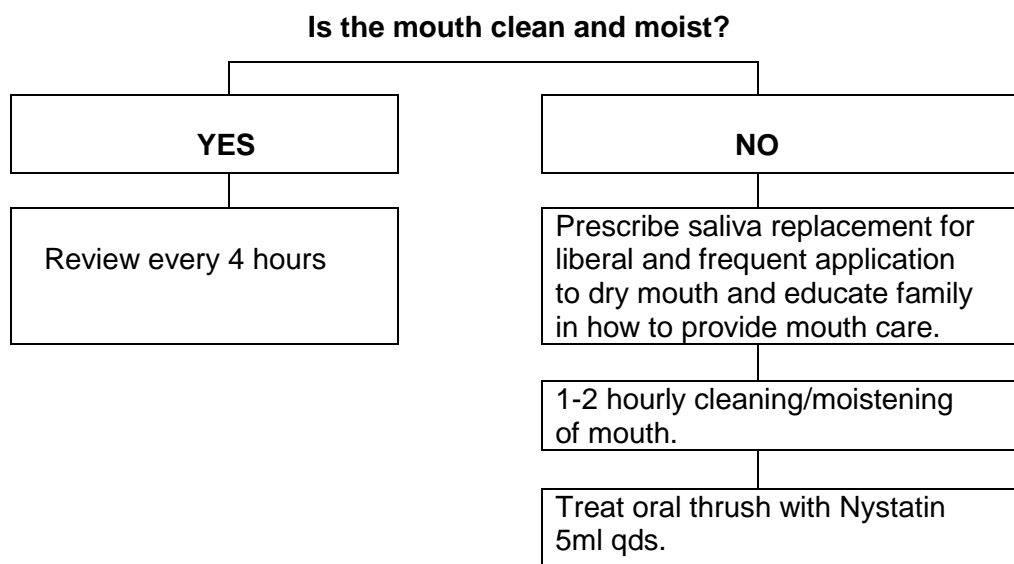 Is the mouth clean and moist?
YES
Review every 4 hours
NO
Prescribe saliva replacement for
liberal and frequent application
to dry mouth and educate family
in how to provide mouth care.
1-2 hourly cleaning/moistening
of mouth.
Treat oral thrush with Nystatin
5ml qds.